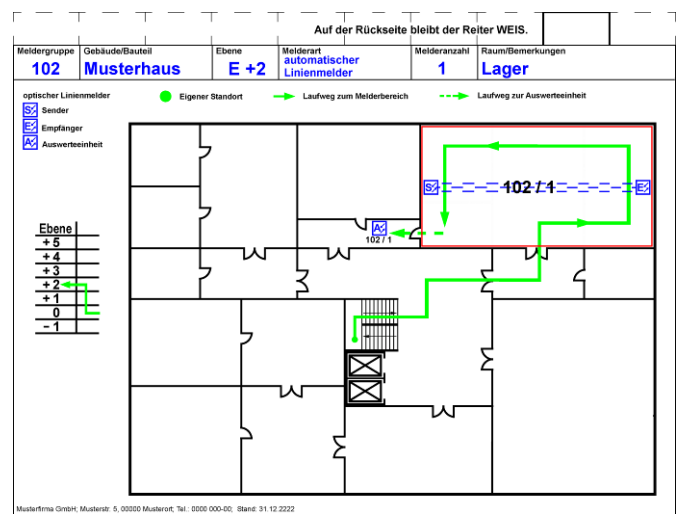 Auf der Rückseite bleibt der Reiter WEIS.
Meldergruppe Gebäude/Bauteil Ebene Melderart Melderanzahl Raum/Bemerkungen
102 Musterhaus E +2 automatischer Linienmelder 1 Lager
optischer Linienmelder Eigener Standort Laufweg zum Melderbereich Laufweg zur Auswerteeinheit
S Sender
E Empfänger
A Auswerteeinheit
S 102 / 1 E
A
102 / 1
Ebene
+ 5
+ 4
+ 3
+ 2
+ 1
0
– 1
Musterfirma GmbH; Musterstr. 5, 00000 Musterort; Tel.: 0000 000-00; Stand: 31.12.2222